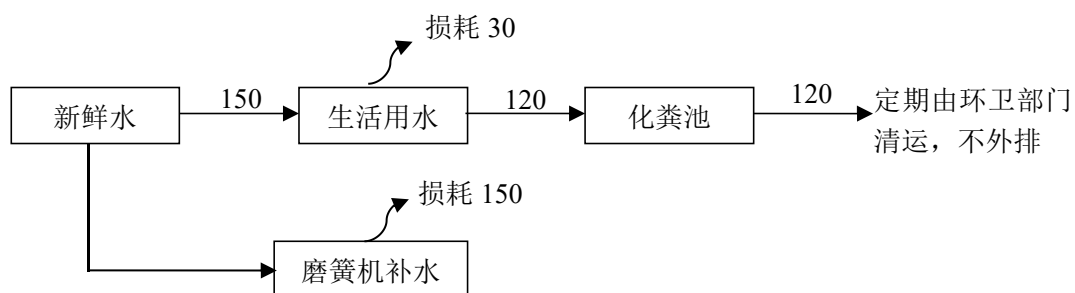 损耗 30
新鲜水
150
生活用水
120
化粪池
120
定期由环卫部门
清运，不外排
损耗 150
磨簧机补水